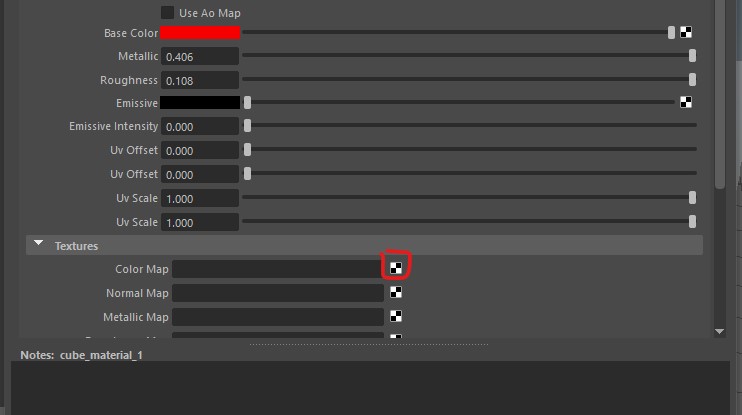 Use Ao Map
Base Color
Metallic 0.406
Roughness 0.108
Emissive
Emissive Intensity 0.000
Uv Offset 0.000
Uv Offset 0.000
Uv Scale 1.000
Uv Scale 1.000
Textures
Color Map
Normal Map
Metallic Map
Notes: cube_material_1